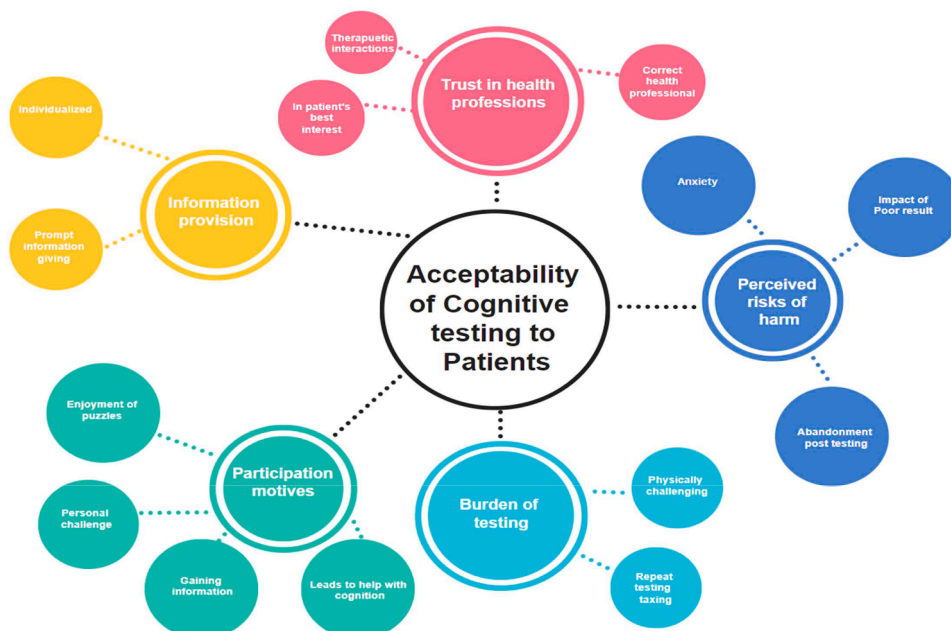 Therapuetic
interactions
Trust in health
professions
Correct
health
professional
In patient's
best
interest
Individualized
Information
provision
Prompt
information
giving
Anxiety
Impact of
Poor result
Perceived
risks of
harm
Abandonment
post testing
Acceptability
of Cognitive
testing to
Patients
Enjoyment of
puzzles
Participation
motives
Personal
challenge
Gaining
information
Leads to help with
cognition
Burden of
testing
Physically
challenging
Repeat
testing
taxing